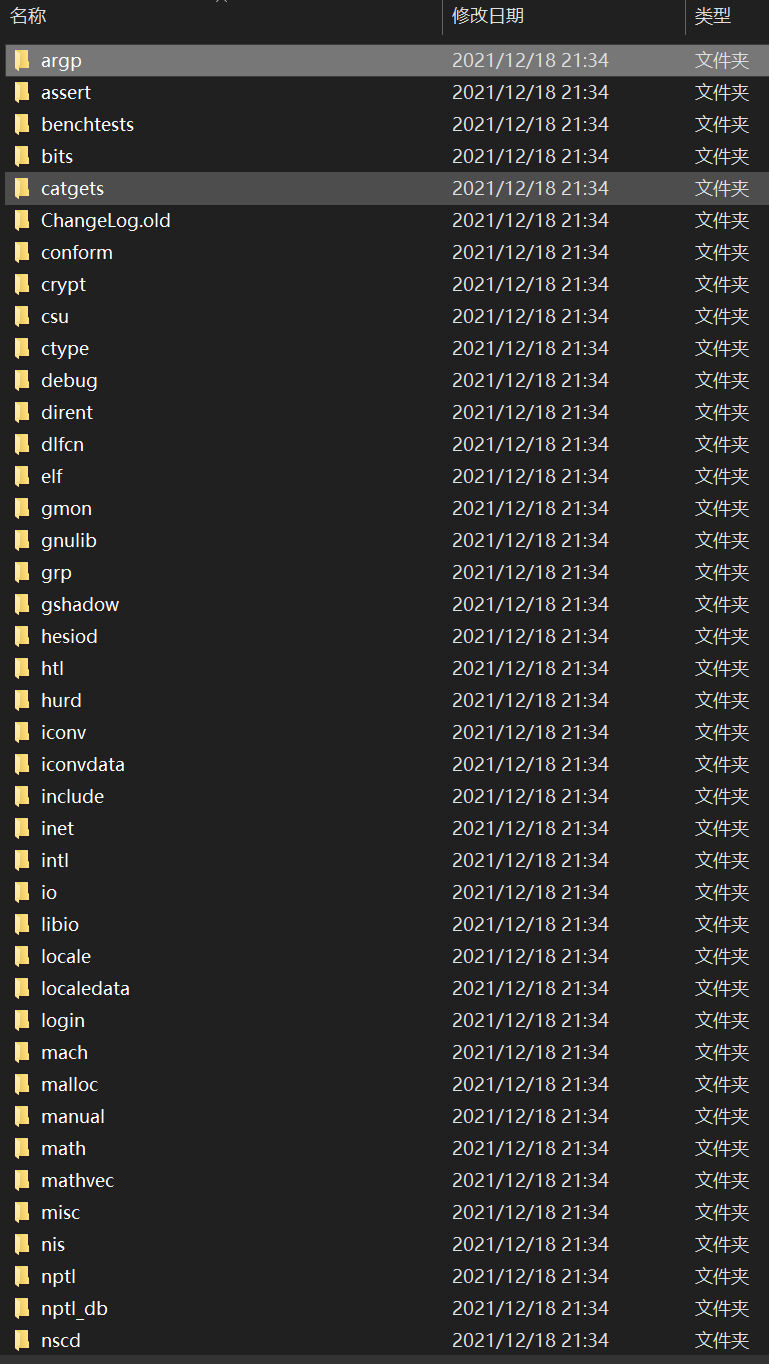 名称 修改日期 类型
argp 2021/12/18 21:34 文件夹
assert 2021/12/18 21:34 文件夹
benchtests 2021/12/18 21:34 文件夹
bits 2021/12/18 21:34 文件夹
catgets 2021/12/18 21:34 文件夹
ChangeLog.old 2021/12/18 21:34 文件夹
conform 2021/12/18 21:34 文件夹
crypt 2021/12/18 21:34 文件夹
csu 2021/12/18 21:34 文件夹
ctype 2021/12/18 21:34 文件夹
debug 2021/12/18 21:34 文件夹
dirent 2021/12/18 21:34 文件夹
dlfcn 2021/12/18 21:34 文件夹
elf 2021/12/18 21:34 文件夹
gmon 2021/12/18 21:34 文件夹
gnulib 2021/12/18 21:34 文件夹
grp 2021/12/18 21:34 文件夹
gshadow 2021/12/18 21:34 文件夹
hesiod 2021/12/18 21:34 文件夹
htl 2021/12/18 21:34 文件夹
hurd 2021/12/18 21:34 文件夹
iconv 2021/12/18 21:34 文件夹
iconvdata 2021/12/18 21:34 文件夹
include 2021/12/18 21:34 文件夹
inet 2021/12/18 21:34 文件夹
intl 2021/12/18 21:34 文件夹
io 2021/12/18 21:34 文件夹
libio 2021/12/18 21:34 文件夹
locale 2021/12/18 21:34 文件夹
localedata 2021/12/18 21:34 文件夹
login 2021/12/18 21:34 文件夹
mach 2021/12/18 21:34 文件夹
malloc 2021/12/18 21:34 文件夹
manual 2021/12/18 21:34 文件夹
math 2021/12/18 21:34 文件夹
mathvec 2021/12/18 21:34 文件夹
misc 2021/12/18 21:34 文件夹
nis 2021/12/18 21:34 文件夹
nptl 2021/12/18 21:34 文件夹
nptl_db 2021/12/18 21:34 文件夹
nscd 2021/12/18 21:34 文件夹